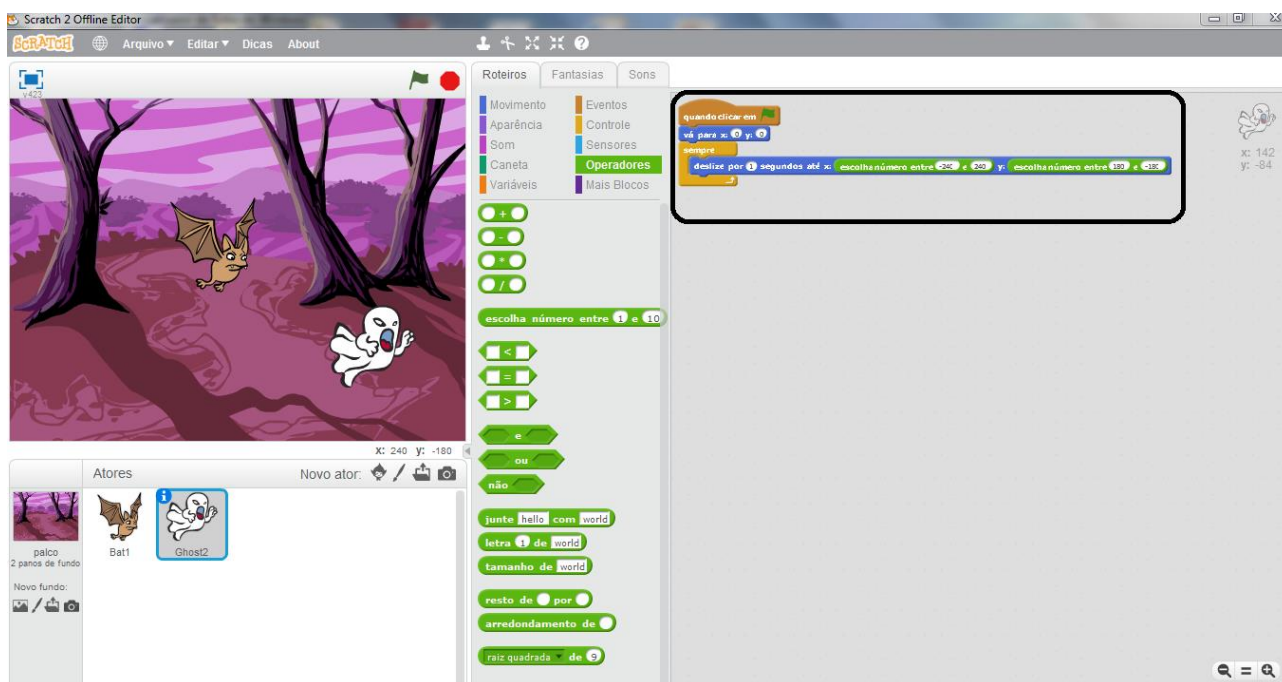 Scratch 2 Offline Editor
SCRATCH Arquivo Editar Dicas About
v423
x: 240 y: -180
Atores Novo ator:
palco
2 panos de fundo
Novo fundo:
Bat1
Ghost2
Roteiros Fantasias Sons
Movimento Eventos
Aparência Controle
Som Sensores
Caneta Operadores
Variáveis Mais Blocos
+
-
*
/
escolha número entre 1 e 10
<
=
>
e
ou
não
junte hello com world
letra 1 de world
tamanho de world
resto de por
arredondamento de
raiz quadrada de 9
quando clicar em
vá para x: 0 y: 0
sempre
deslize por 1 segundos até x: escolha número entre -240 e 240 y: escolha número entre 180 e -180
x: 142
y: -84